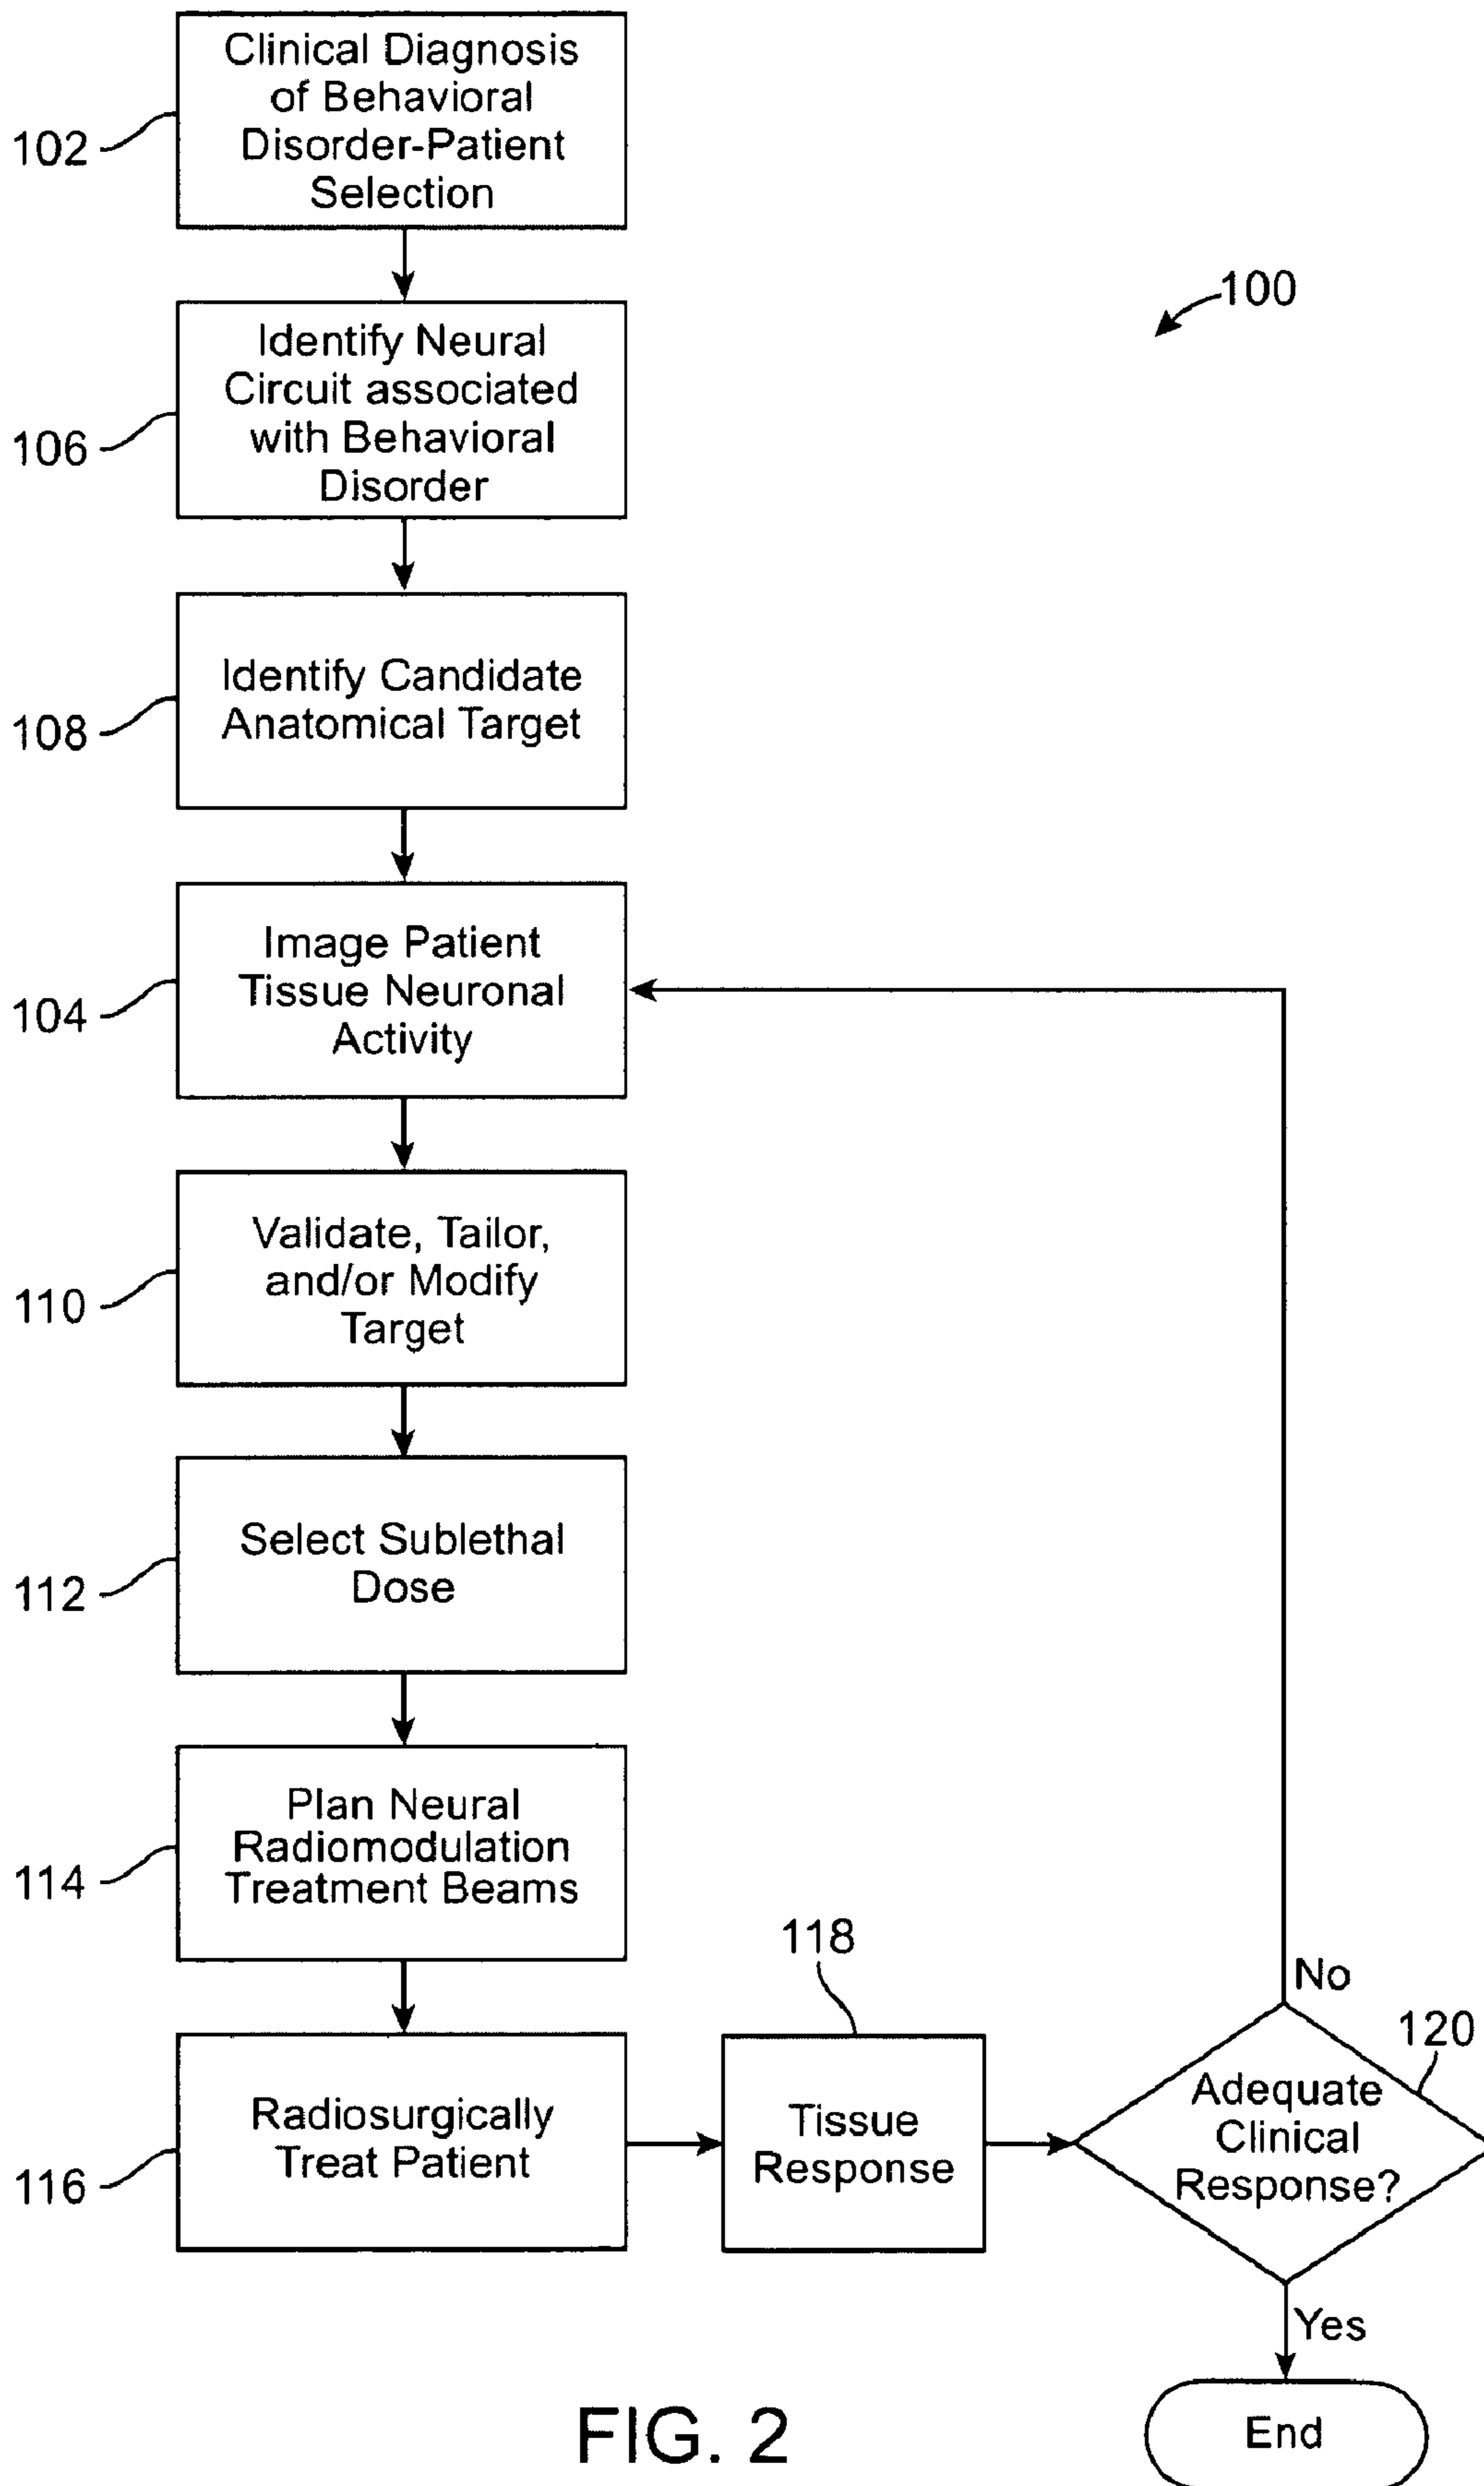 Clinical Diagnosis
of Behavioral
Disorder-Patient
Selection
102
100
Identify Neural
Circuit associated
with Behavioral
Disorder
106
Identify Candidate
Anatomical Target
108
Image Patient
Tissue Neuronal
Activity
104
Validate, Tailor,
and/or Modify
Target
110
Select Sublethal
Dose
112
Plan Neural
Radiomodulation
Treatment Beams
114
Radiosurgically
Treat Patient
116
118
Tissue
Response
No
120
Adequate
Clinical
Response?
Yes
End
FIG. 2